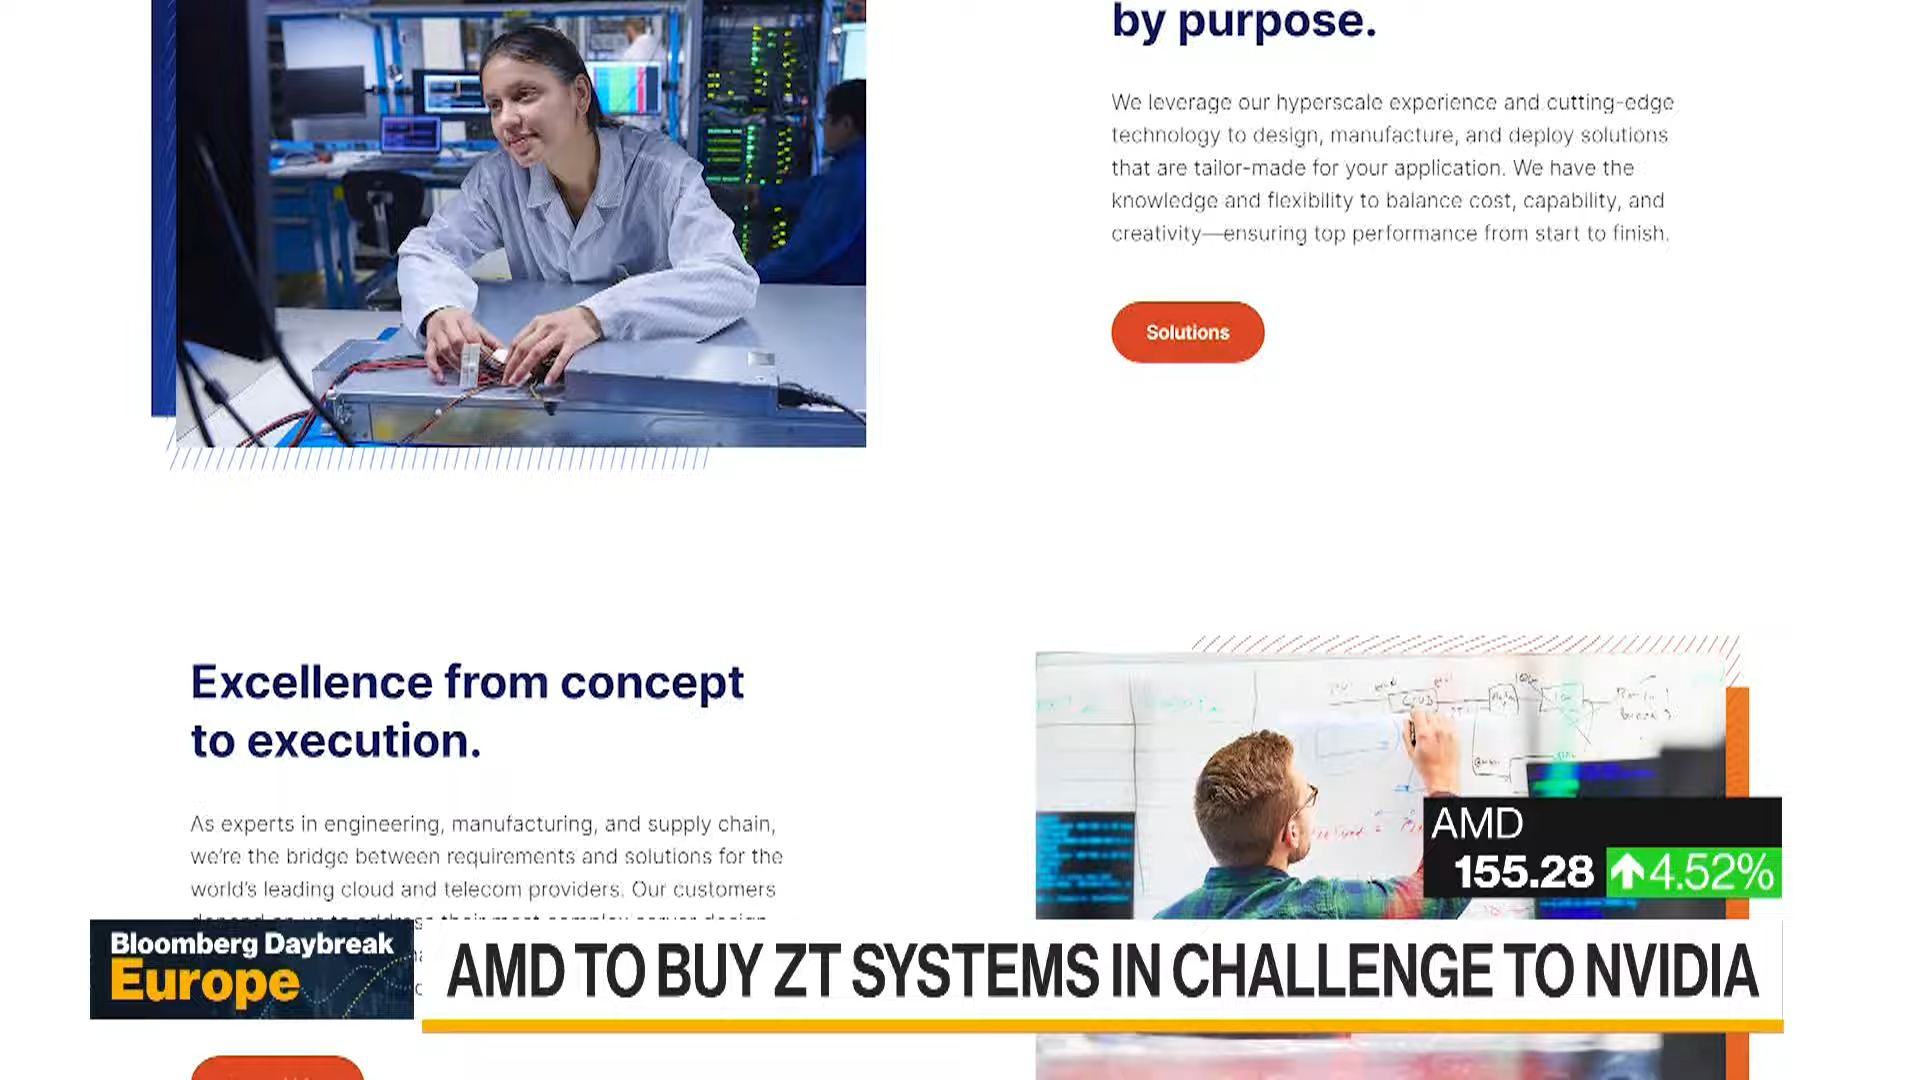 by purpose.
We leverage our hyperscale experience and cutting-edge
technology to design, manufacture, and deploy solutions
that are tailor-made for your application. We have the
knowledge and flexibility to balance cost, capability, and
creativity—ensuring top performance from start to finish.
Solutions
Excellence from concept
to execution.
As experts in engineering, manufacturing, and supply chain,
we're the bridge between requirements and solutions for the
world's leading cloud and telecom providers. Our customers
AMD
155.28 4.52%
Bloomberg Daybreak
Europe
AMD TO BUY ZT SYSTEMS IN CHALLENGE TO NVIDIA